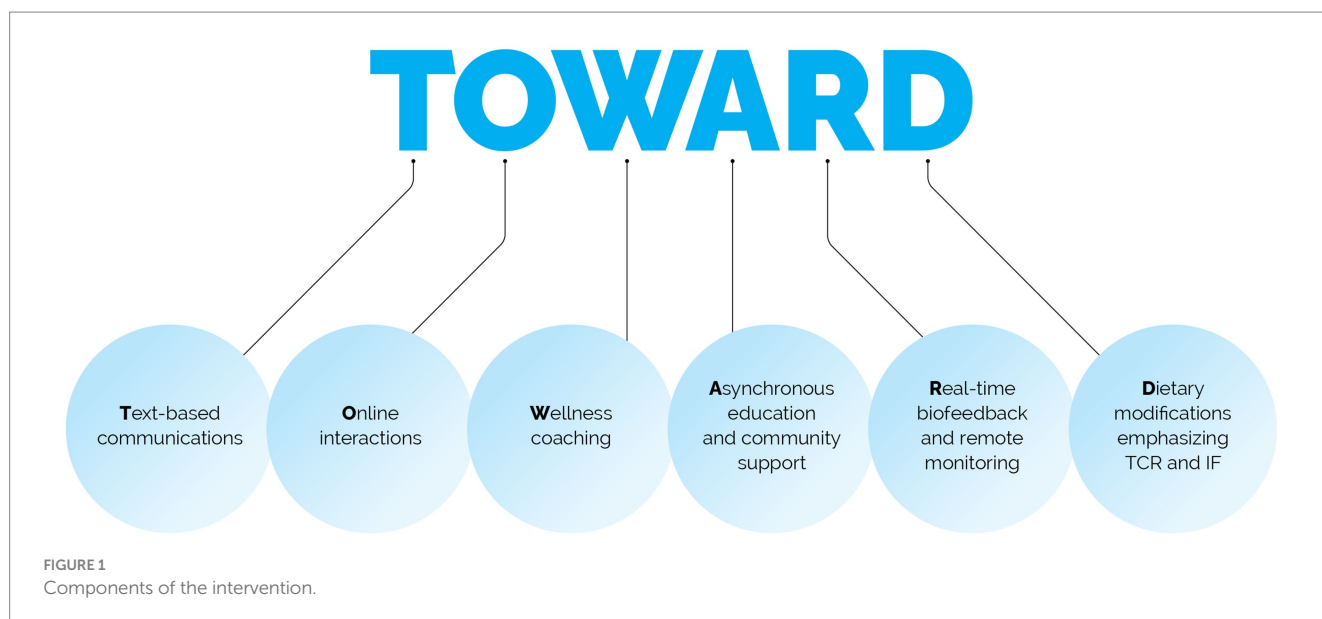 TOWARD
Text-based
communications
Online
interactions
Wellness
coaching
Asynchronous
education
and community
support
Real-time
biofeedback
and remote
monitoring
Dietary
modifications
emphasizing
TCR and IF
FIGURE 1
Components of the intervention.